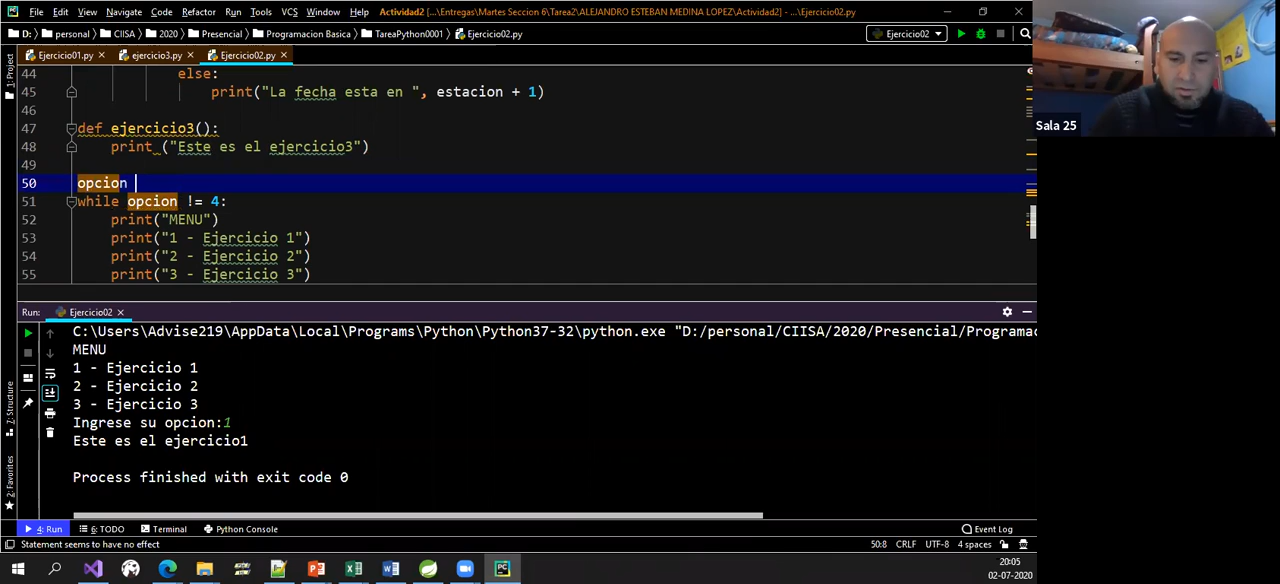 File Edit View Navigate Code Refactor Run Tools VCS Window Help Actividad2 [...\Entregas\Martes Seccion 6\Tarea2\ALEJANDRO ESTEBAN MEDINA LOPEZ\Actividad2] - ...\Ejercicio02.py
D: personal CIISA 2020 Presencial Programacion Basica TareaPython0001 Ejercicio02.py Ejercicio02
Ejercicio01.py ejercicio3.py Ejercicio02.py
1: Project
44 else:
45 print("La fecha esta en ", estacion + 1)
46
47 def ejercicio3():
48 print ("Este es el ejercicio3")
49
50 opcion
51 while opcion != 4:
52 print("MENU")
53 print("1 - Ejercicio 1")
54 print("2 - Ejercicio 2")
55 print("3 - Ejercicio 3")
Sala 25
Run: Ejercicio02
C:\Users\Advise219\AppData\Local\Programs\Python\Python37-32\python.exe "D:/personal/CIISA/2020/Presencial/Programac
MENU
1 - Ejercicio 1
2 - Ejercicio 2
3 - Ejercicio 3
Ingrese su opcion:1
Este es el ejercicio1
Process finished with exit code 0
7: Structure
2: Favorites
4: Run 6: TODO Terminal Python Console Event Log
Statement seems to have no effect 50:8 CRLF UTF-8 4 spaces
20:05
02-07-2020